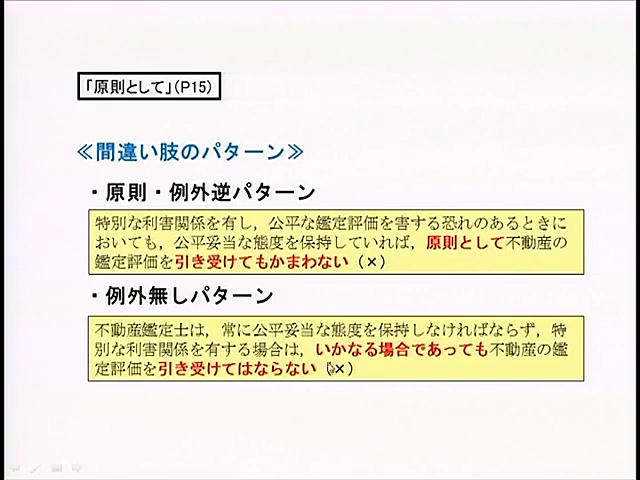 「原則として」(P15)
≪間違い肢のパターン≫
・原則・例外逆パターン
特別な利害関係を有し，公平な鑑定評価を害する恐れのあるときに
おいても，公平妥当な態度を保持していれば，原則として不動産の
鑑定評価を引き受けてもかまわない（×）
・例外無しパターン
不動産鑑定士は，常に公平妥当な態度を保持しなければならず，特
別な利害関係を有する場合は，いかなる場合であっても不動産の鑑
定評価を引き受けてはならない（×）